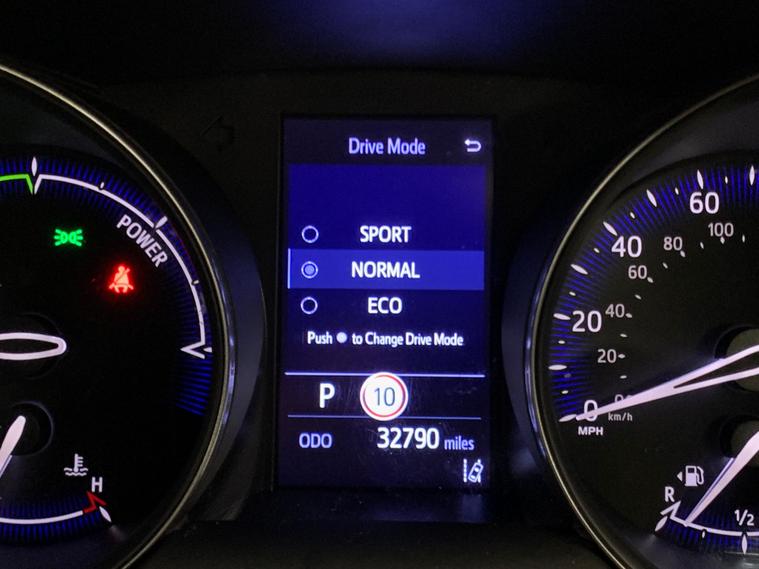 Drive Mode
SPORT
NORMAL
ECO
Push to Change Drive Mode
P 10
ODO 32790 miles
POWER
H
60
100
80
40
60
20
40
20
0
km/h
MPH
R
1/2